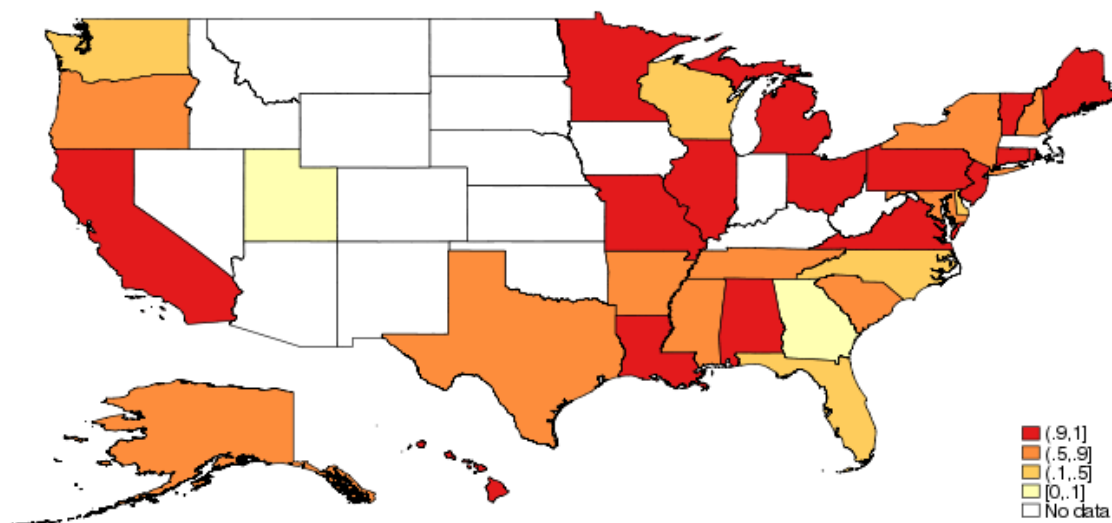 (.9,1]
(.5,.9]
(.1,.5]
[0,.1]
No data